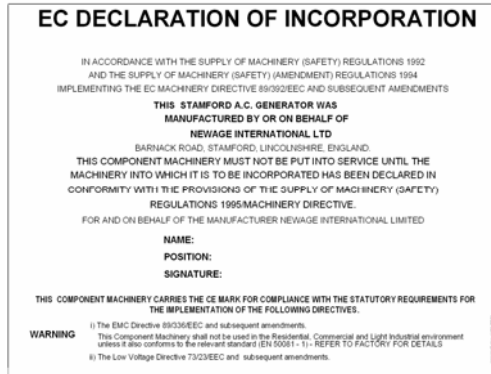 EC DECLARATION OF INCORPORATION
IN ACCORDANCE WITH THE SUPPLY OF MACHINERY (SAFETY) REGULATIONS 1992
AND THE SUPPLY OF MACHINERY (SAFETY) (AMENDMENT) REGULATIONS 1994
IMPLEMENTING THE EC MACHINERY DIRECTIVE 89/392/EEC AND SUBSEQUENT AMENDMENTS
THIS STAMFORD A.C. GENERATOR WAS
MANUFACTURED BY OR ON BEHALF OF
NEWAGE INTERNATIONAL LTD
BARNACK ROAD, STAMFORD, LINCOLNSHIRE, ENGLAND.
THIS COMPONENT MACHINERY MUST NOT BE PUT INTO SERVICE UNTIL THE
MACHINERY INTO WHICH IT IS TO BE INCORPORATED HAS BEEN DECLARED IN
CONFORMITY WITH THE PROVISIONS OF THE SUPPLY OF MACHINERY (SAFETY)
REGULATIONS 1995/MACHINERY DIRECTIVE.
FOR AND ON BEHALF OF THE MANUFACTURER NEWAGE INTERNATIONAL LIMITED
NAME:
POSITION:
SIGNATURE:
THIS COMPONENT MACHINERY CARRIES THE CE MARK FOR COMPLIANCE WITH THE STATUTORY REQUIREMENTS FOR
THE IMPLEMENTATION OF THE FOLLOWING DIRECTIVES.
i) The EMC Directive 89/336/EEC and subsequent amendments.
WARNING This Component Machinery shall not be used in the Residential, Commercial and Light Industrial environment
unless it also conforms to the relevant standard (EN 50081 - 1) - REFER TO FACTORY FOR DETAILS
ii) The Low Voltage Directive 73/23/EEC and subsequent amendments.